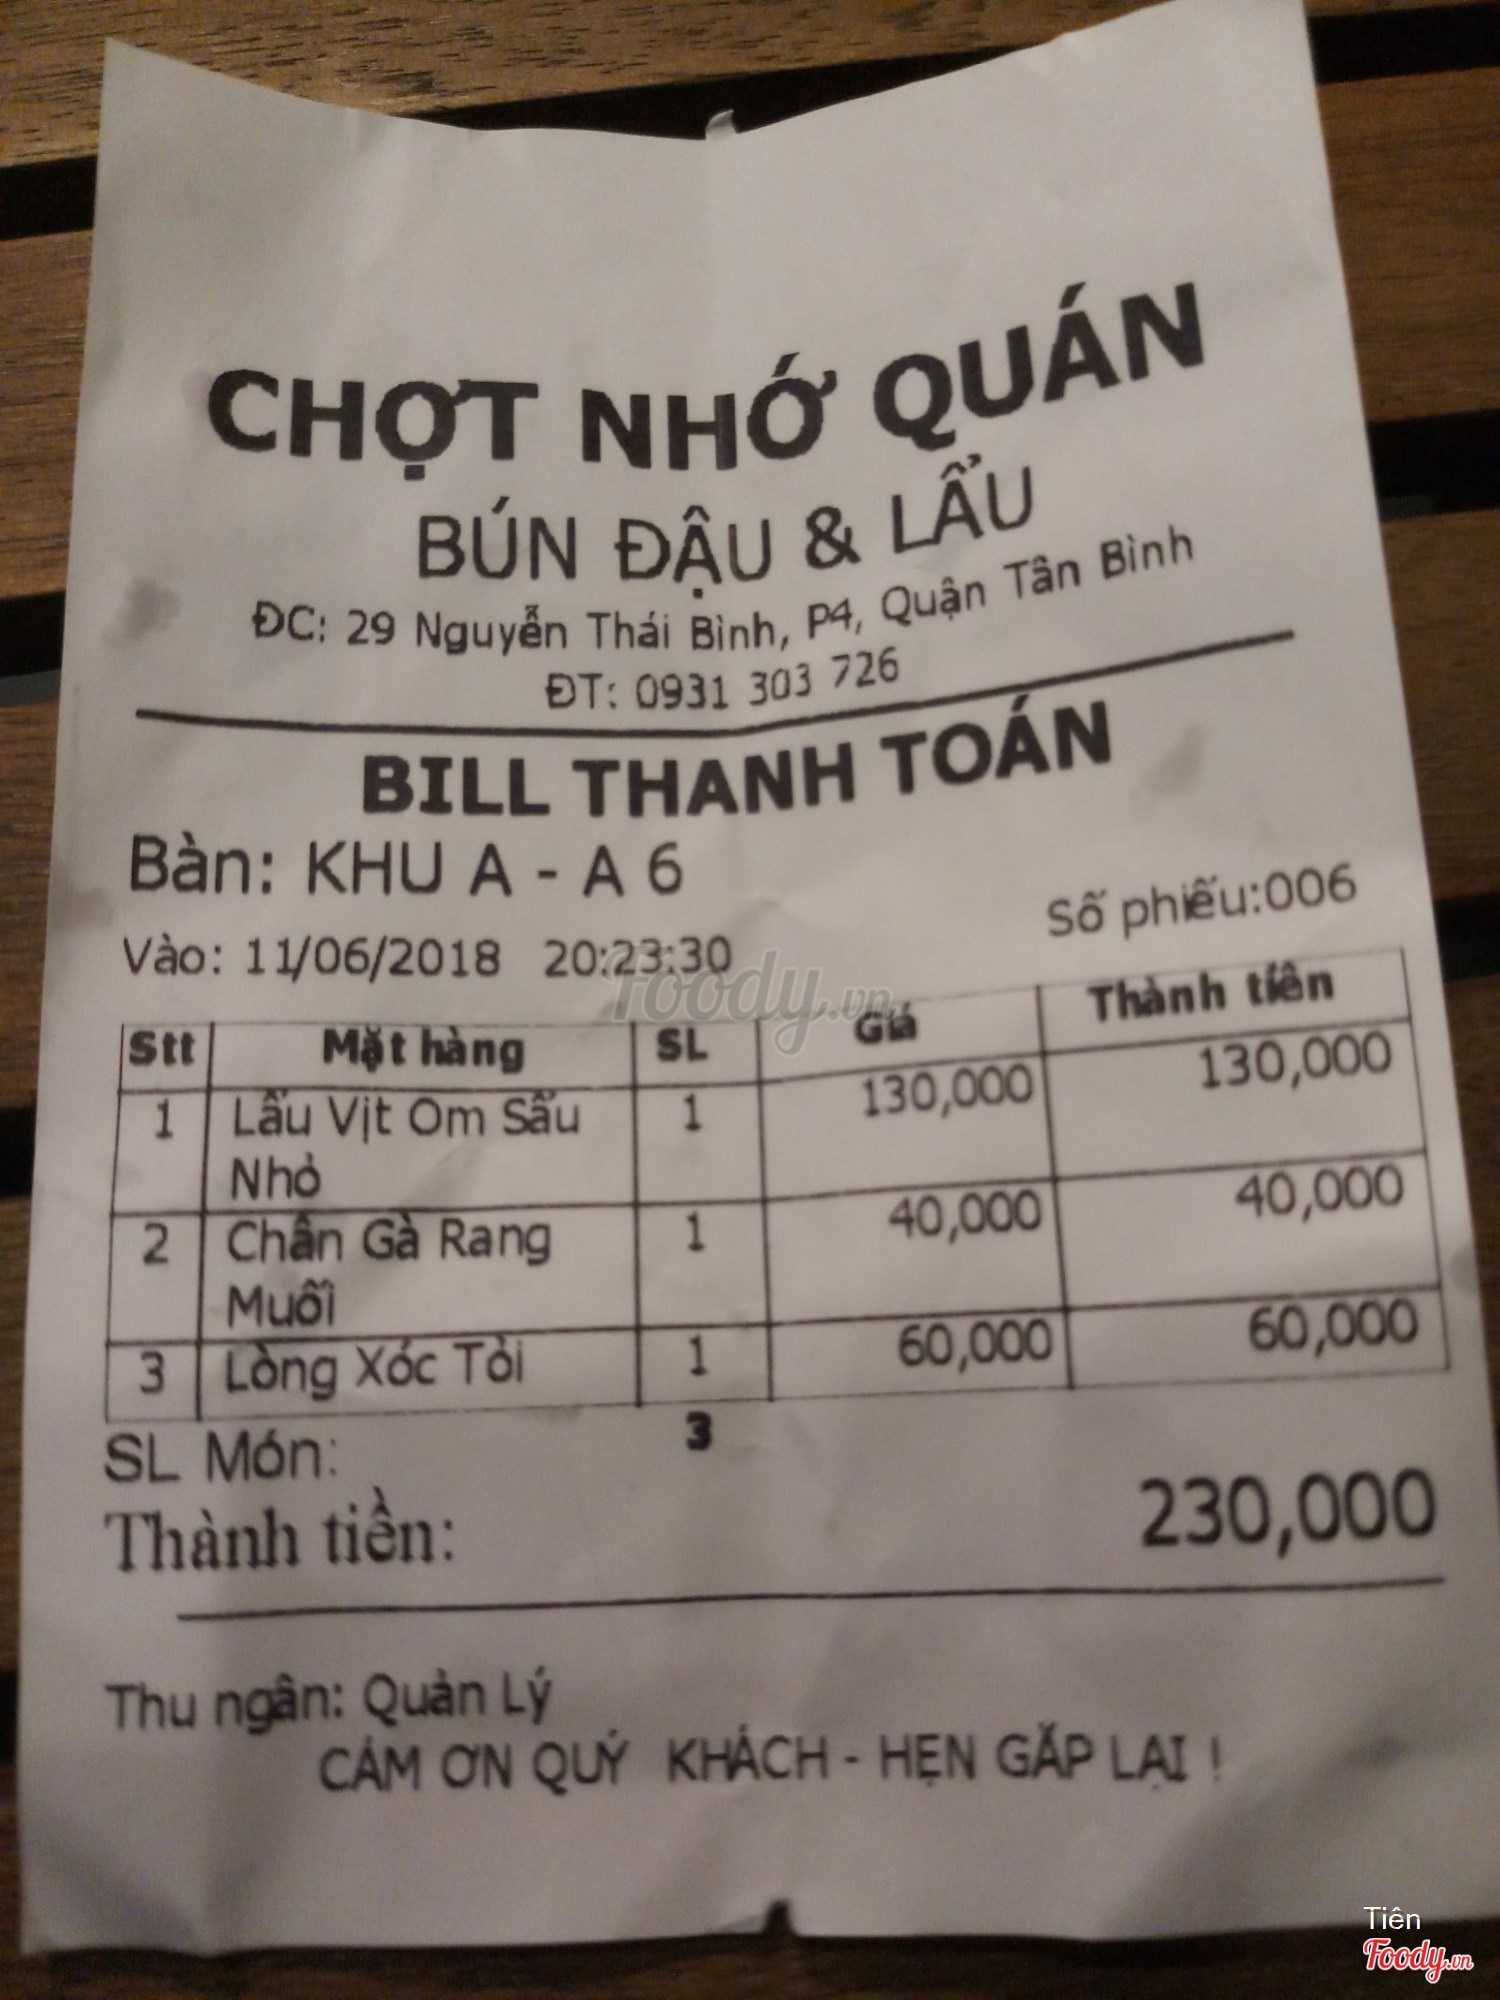 CHỢT NHỚ QUÁN
BÚN ĐẬU & LẨU
ĐC: 29 Nguyễn Thái Bình, P4, Quận Tân Bình
ĐT: 0931 303 726
BILL THANH TOÁN
Bàn: KHU A - A 6
Số phiếu:006
Vào: 11/06/2018 20:23:30
foody.vn
Stt Mặt hàng SL Giá Thành tiền
1 Lẩu Vịt Om Sấu 1 130,000 130,000
Nhỏ
2 Chân Gà Rang 1 40,000 40,000
Muối
3 Lòng Xóc Tỏi 1 60,000 60,000
SL Món: 3
Thành tiền: 230,000
Thu ngân: Quản Lý
CÁM ƠN QUÝ KHÁCH - HẸN GẶP LẠI !
Tiên
Foody.vn